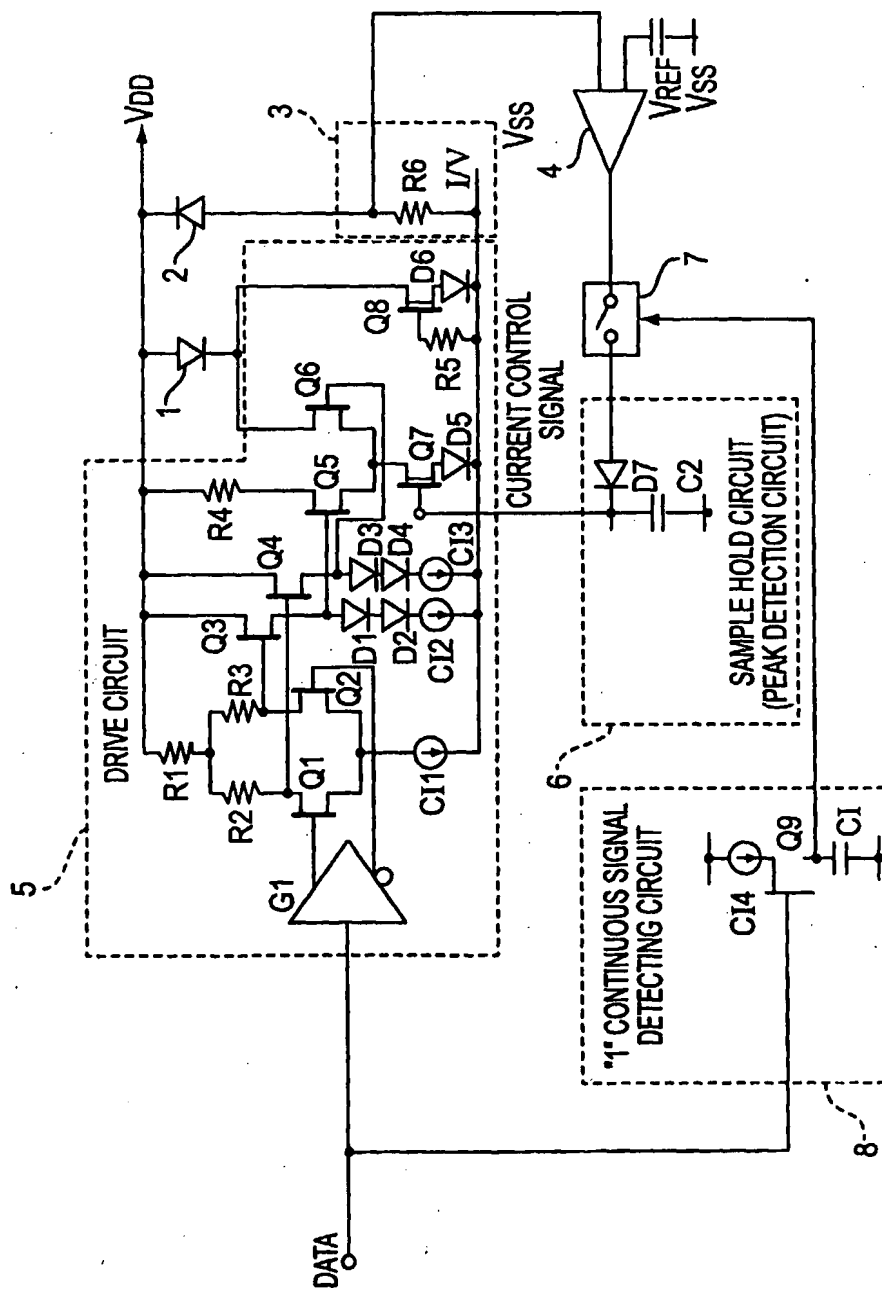 5
DRIVE CIRCUIT
VDD
R1
R2
R3
Q1
Q2
G1
CI1
Q3
Q4
D1
D2
CI2
D3
D4
CI3
R4
Q5
Q6
Q7
D5
1
2
Q8
D6
R5
3
R6
I/V
VSS
CURRENT CONTROL
SIGNAL
4
VREF
VSS
7
D7
C2
SAMPLE HOLD CIRCUIT
(PEAK DETECTION CIRCUIT)
6
"1" CONTINUOUS SIGNAL
DETECTING CIRCUIT
CI4
Q9
CI
8
DATA